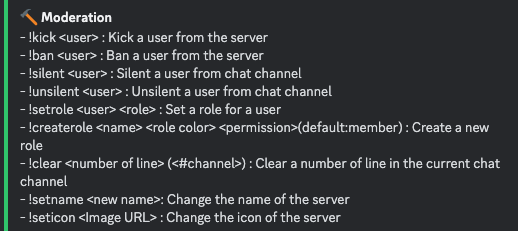 🔨 Moderation
- !kick <user> : Kick a user from the server
- !ban <user> : Ban a user from the server
- !silent <user> : Silent a user from chat channel
- !unsilent <user> : Unsilent a user from chat channel
- !setrole <user> <role> : Set a role for a user
- !createrole <name> <role color> <permission>(default:member) : Create a new
role
- !clear <number of line> (<#channel>) : Clear a number of line in the current chat
channel
- !setname <new name>: Change the name of the server
- !seticon <Image URL> : Change the icon of the server